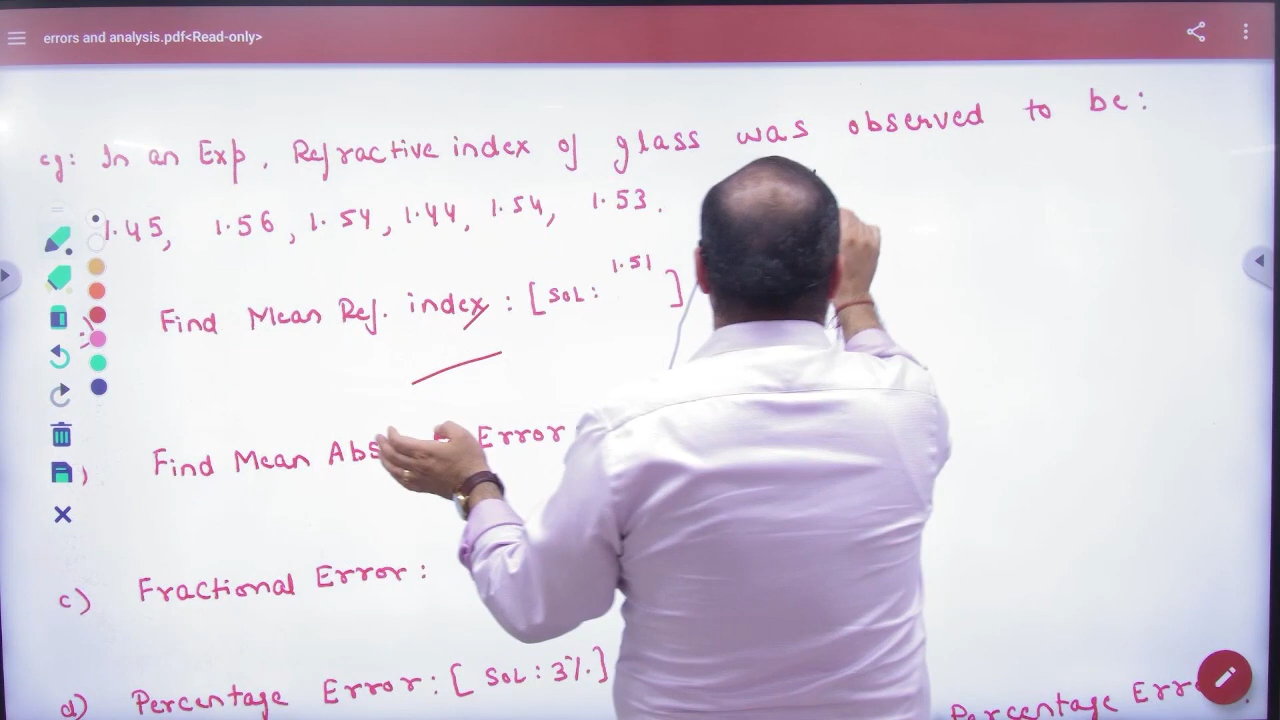 errors and analysis.pdf<Read-only>
eg: In an Exp, Refractive index of glass was observed to be:
1.45, 1.56, 1.54, 1.44, 1.54, 1.53.
Find Mean Ref. index: [SOL: 1.51]
) Find Mean Error
c) Fractional Error:
d) Percentage Error: [SOL: 3%]
Percentage